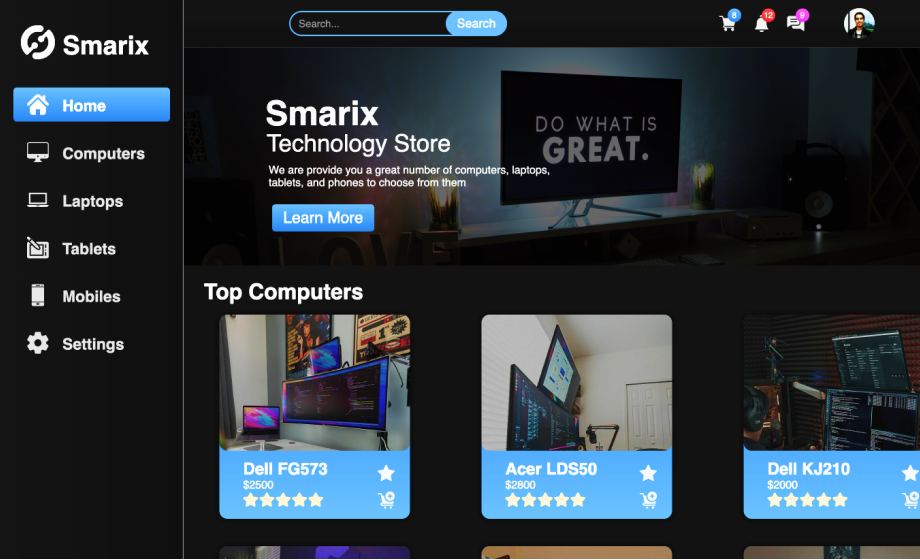 Smarix
Home
Computers
Laptops
Tablets
Mobiles
Settings
Search...
Search
8
12
9
Smarix
Technology Store
We are provide you a great number of computers, laptops,
tablets, and phones to choose from them
Learn More
DO WHAT IS
GREAT.
Top Computers
Dell FG573
$2500
Acer LDS50
$2800
Dell KJ210
$2000